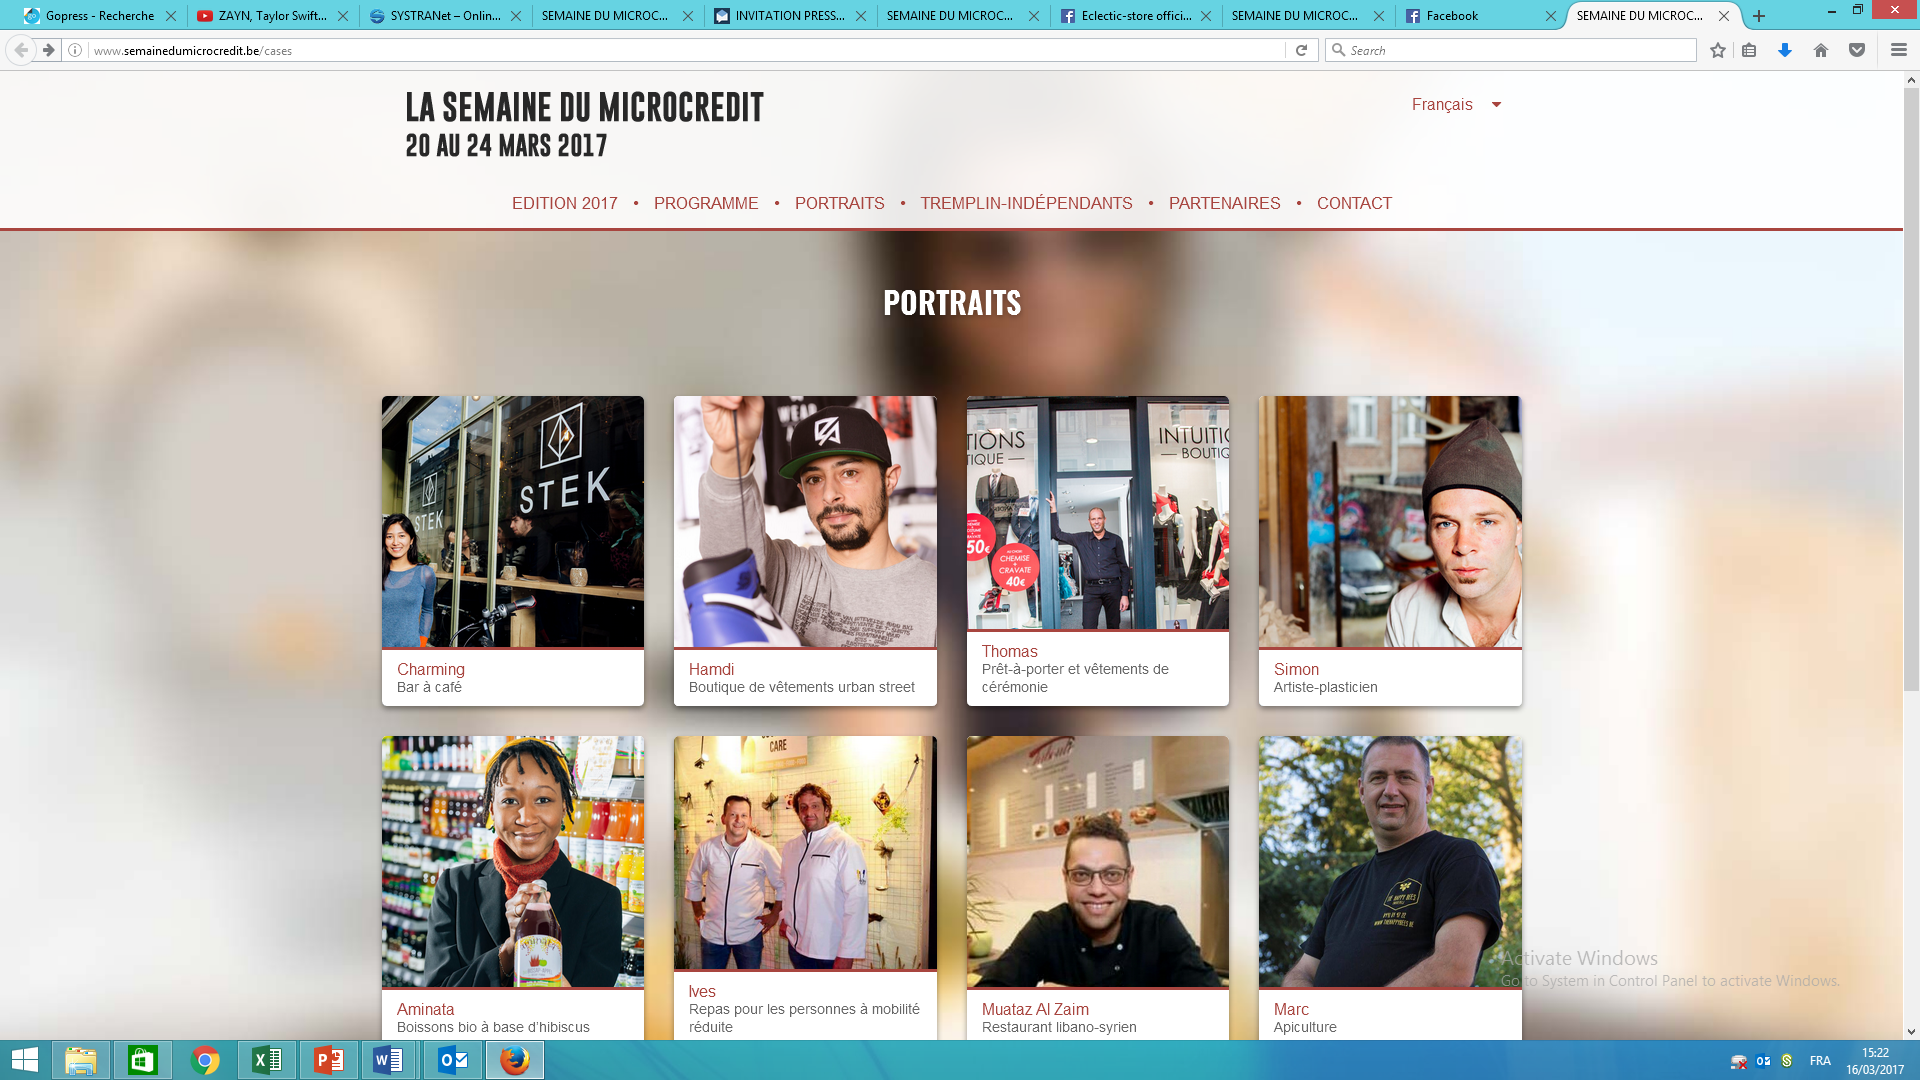 Gopress - Recherche
ZAYN, Taylor Swift...
SYSTRANet – Onlin...
SEMAINE DU MICROC...
INVITATION PRESS...
SEMAINE DU MICROC...
Eclectic-store offici...
SEMAINE DU MICROC...
Facebook
SEMAINE DU MICROC...
www.semainedumicrocredit.be/cases
Search
LA SEMAINE DU MICROCREDIT
20 AU 24 MARS 2017
Français
EDITION 2017 • PROGRAMME • PORTRAITS • TREMPLIN-INDÉPENDANTS • PARTENAIRES • CONTACT
PORTRAITS
STEK
STEK
Charming
Bar à café
WEAR
Hamdi
Boutique de vêtements urban street
TIONS
TIQUE
INTUITIO
BOUTIQ
50€
CHEMISE
+
CRAVATE
40€
Thomas
Prêt-à-porter et vêtements de
cérémonie
Simon
Artiste-plasticien
Aminata
Aminata
Boissons bio à base d'hibiscus
CARE
Ives
Repas pour les personnes à mobilité
réduite
Muataz Al Zaim
Restaurant libano-syrien
Marc
Apiculture
Activate Windows
Go to System in Control Panel to activate Windows.
FRA
15:22
16/03/2017